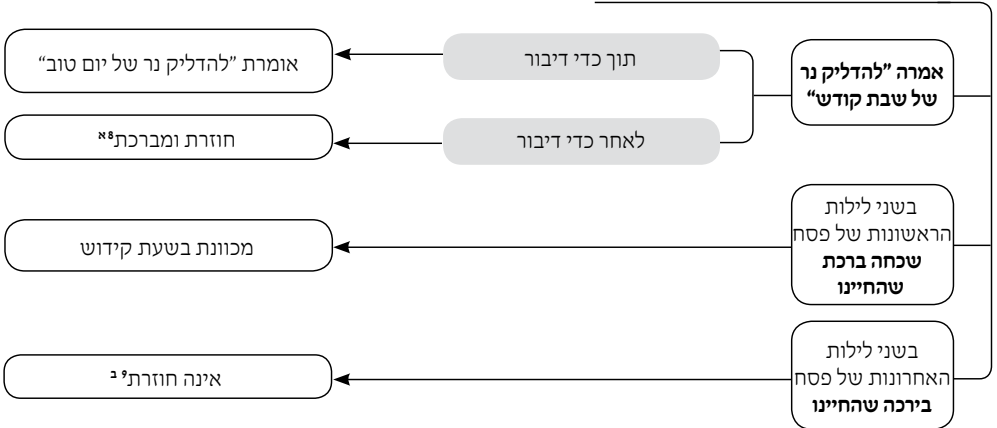 אמרה "להדליק נר
של שבת קודש"
תוך כדי דיבור
אומרת "להדליק נר של יום טוב"
לאחר כדי דיבור
חוזרת ומברכת⁸א
בשני לילות
הראשונות של פסח
שכחה ברכת
שהחיינו
מכוונת בשעת קידוש
בשני לילות
האחרונות של פסח
בירכה שהחיינו
אינה חוזרת⁹ ב